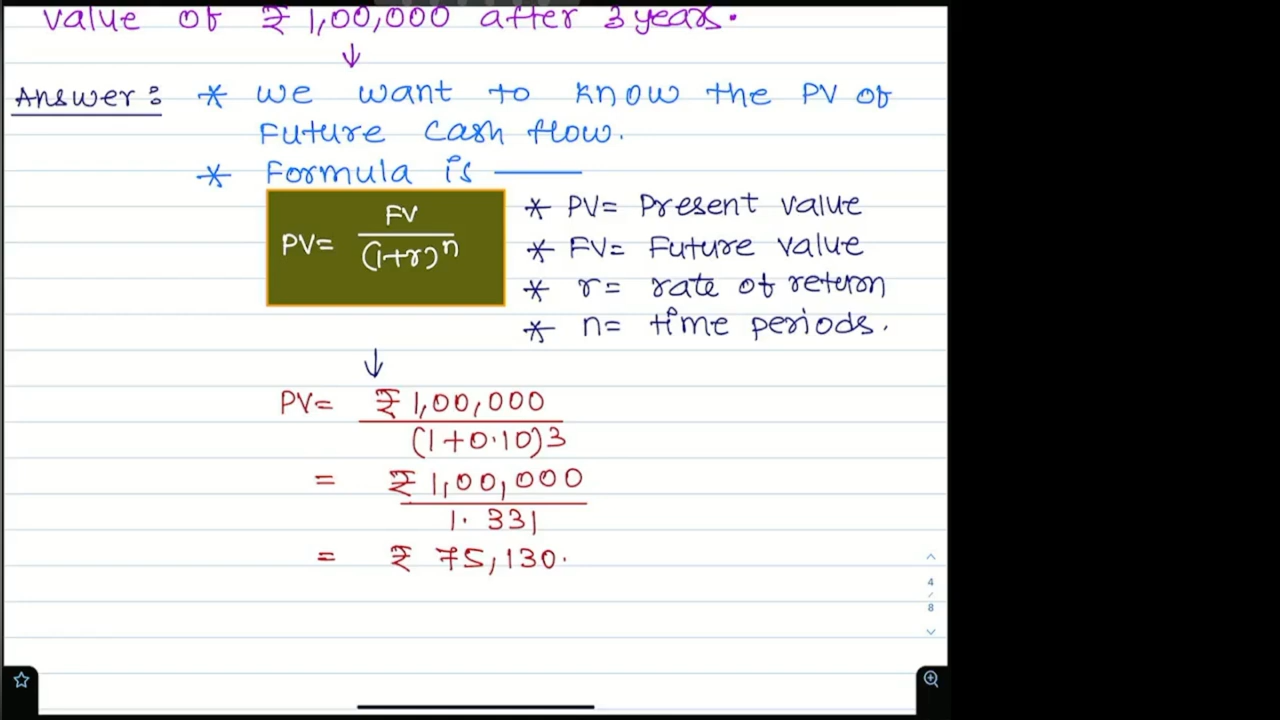 value of ₹ 1,00,000 after 3 years.
↓
Answer : * we want to know the PV of
Future cash flow.
* Formula is ———
PV= FV
(1+r)^n
* PV= Present value
* FV= Future value
* r= rate of return
* n= time periods.
↓
PV= ₹ 1,00,000
(1+0.10)3
= ₹ 1,00,000
1.331
= ₹ 75,130.
4
/
8